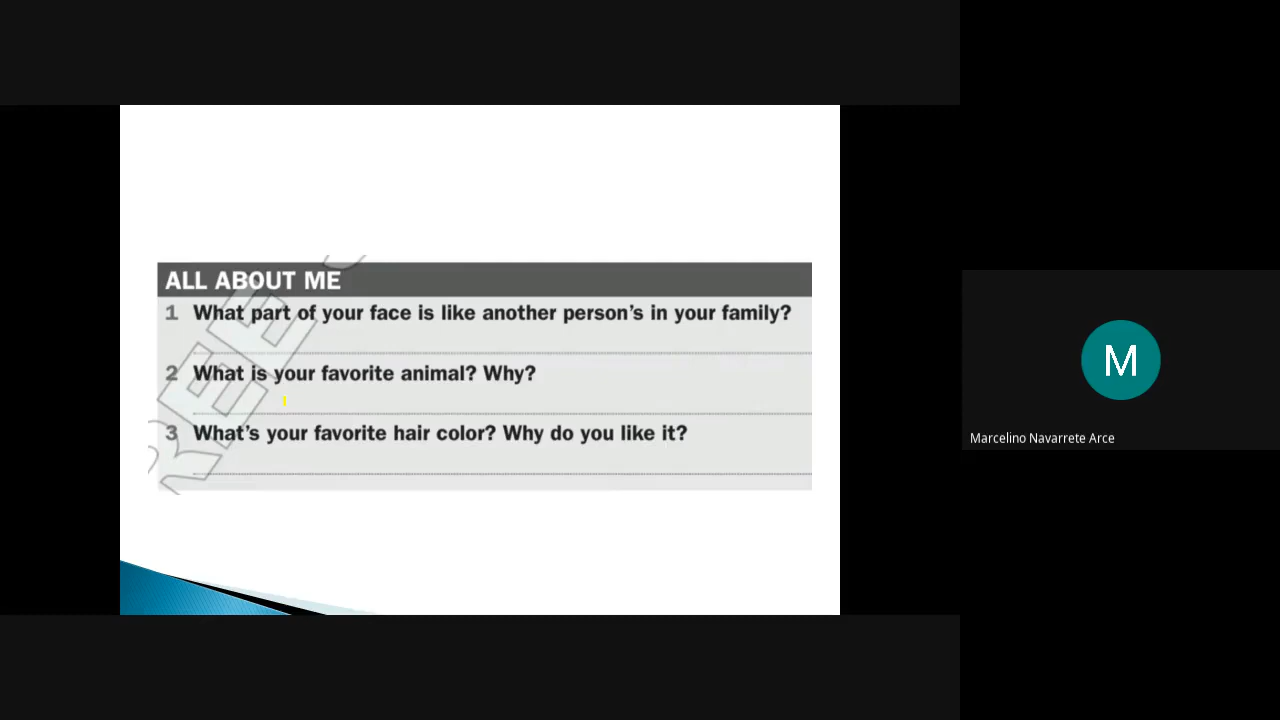 ALL ABOUT ME
1 What part of your face is like another person's in your family?
2 What is your favorite animal? Why?
3 What's your favorite hair color? Why do you like it?
REE
M
Marcelino Navarrete Arce